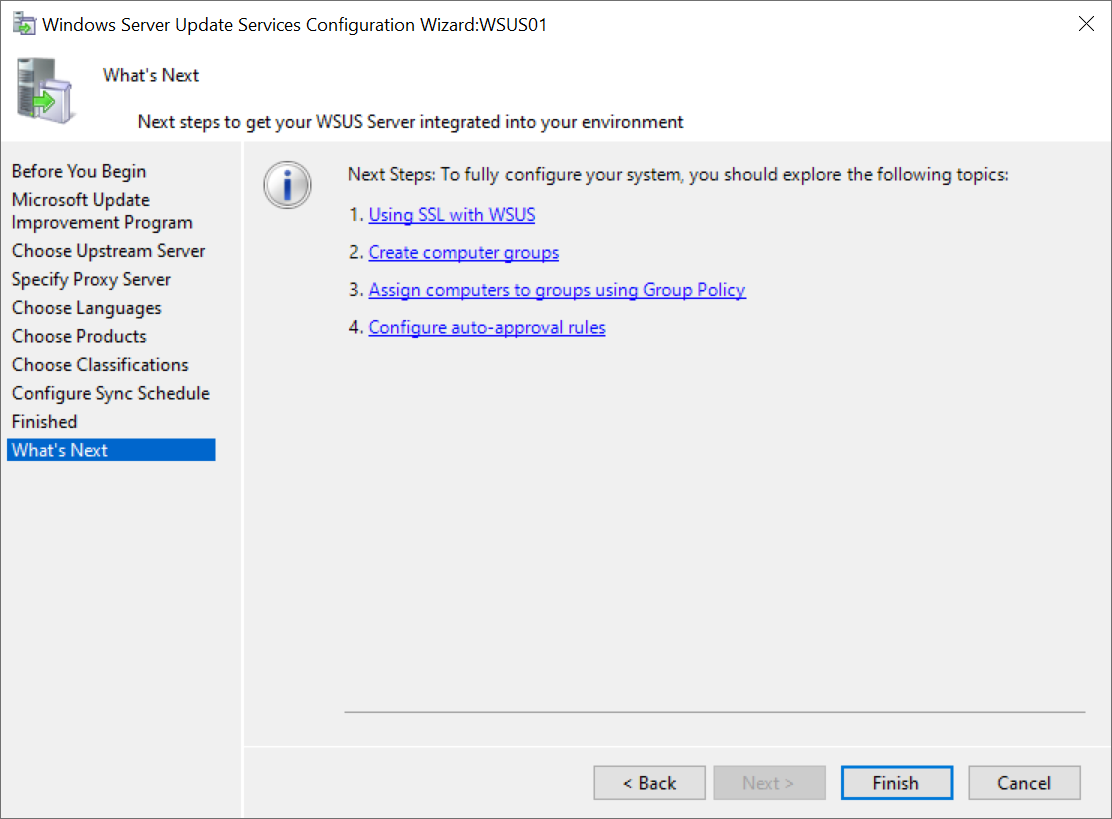 Windows Server Update Services Configuration Wizard:WSUS01
What's Next
Next steps to get your WSUS Server integrated into your environment
Before You Begin
Microsoft Update
Improvement Program
Choose Upstream Server
Specify Proxy Server
Choose Languages
Choose Products
Choose Classifications
Configure Sync Schedule
Finished
What's Next
Next Steps: To fully configure your system, you should explore the following topics:
1. Using SSL with WSUS
2. Create computer groups
3. Assign computers to groups using Group Policy
4. Configure auto-approval rules
< Back
Next >
Finish
Cancel